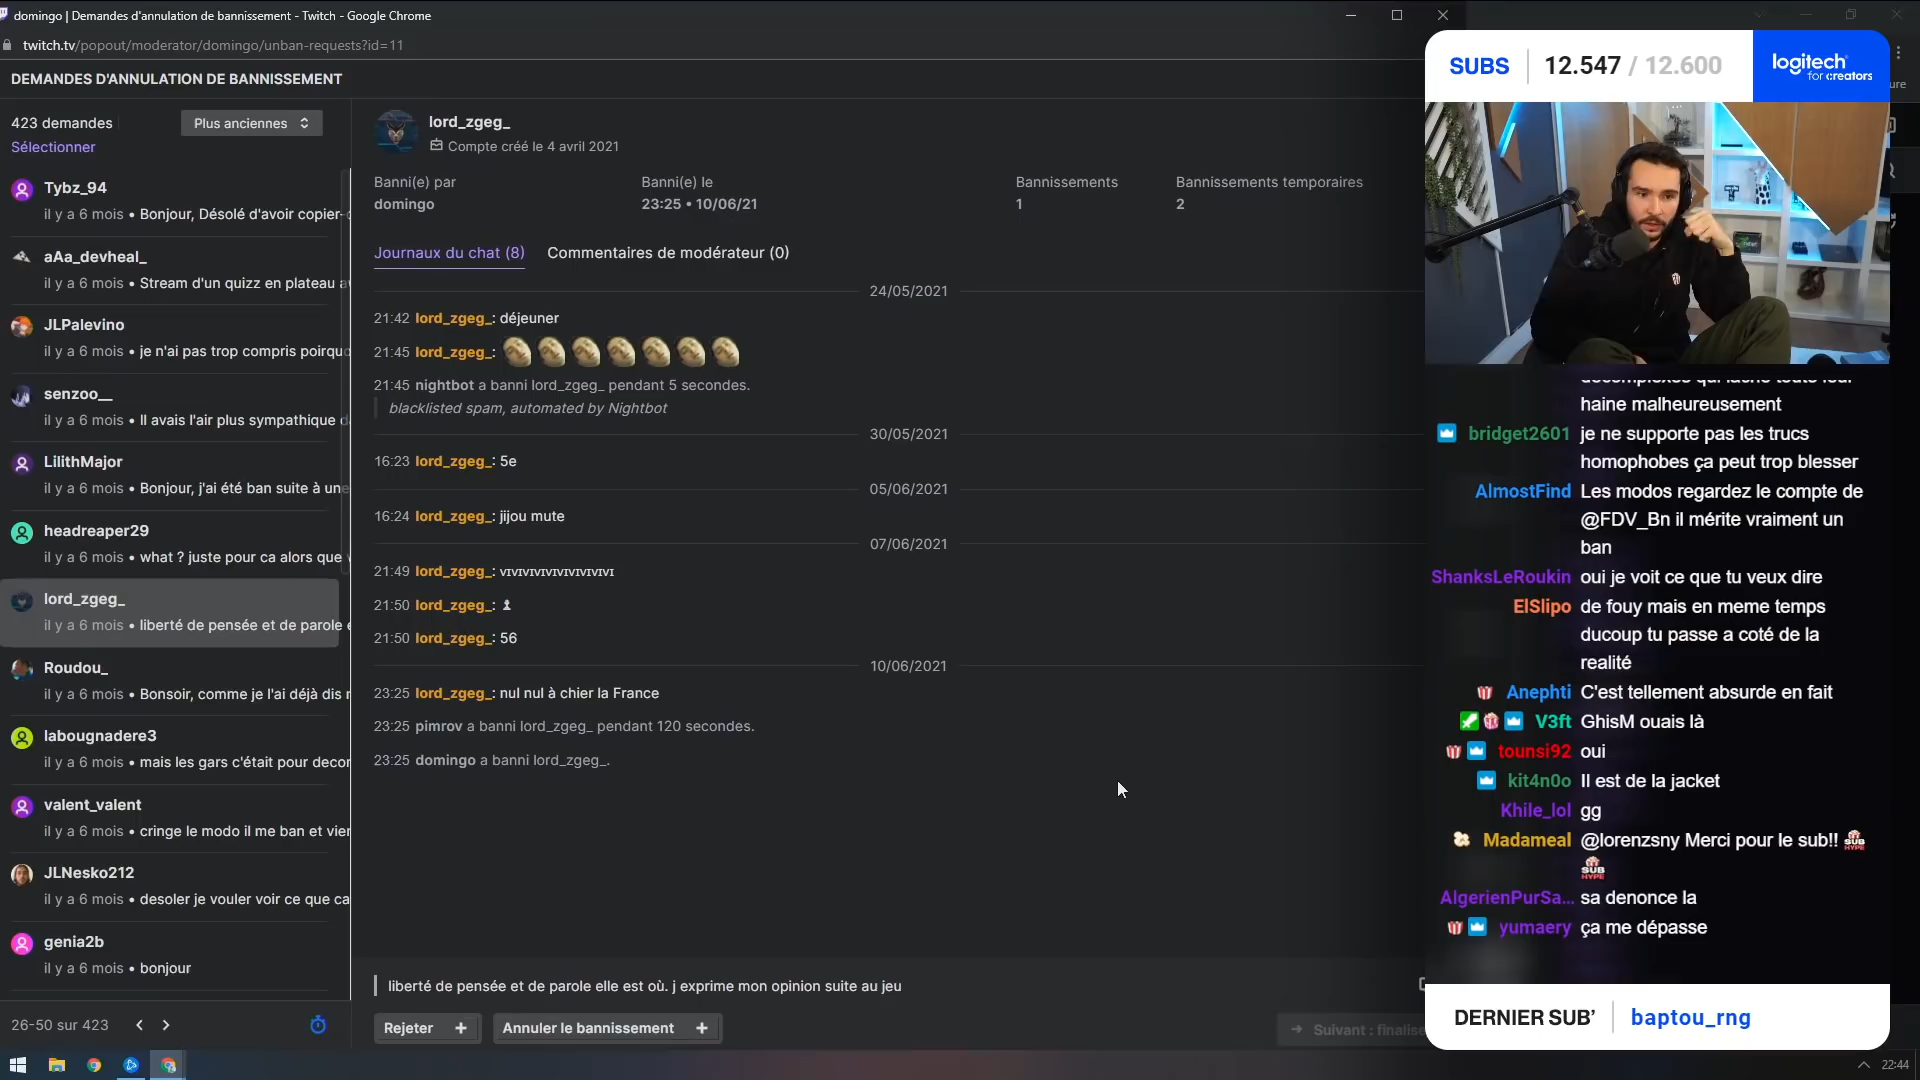 domingo | Demandes d'annulation de bannissement - Twitch - Google Chrome
twitch.tv/popout/moderator/domingo/unban-requests?id=11
DEMANDES D'ANNULATION DE BANNISSEMENT
423 demandes
Plus anciennes
Sélectionner
Tybz_94
il y a 6 mois • Bonjour, Désolé d'avoir copier-
aAa_devheal_
il y a 6 mois • Stream d'un quizz en plateau
JLPalevino
il y a 6 mois • je n'ai pas trop compris
senzoo__
il y a 6 mois • Il avais l'air plus sympathique
LilithMajor
il y a 6 mois • Bonjour, j'ai été ban suite à une
headreaper29
il y a 6 mois • what ? juste pour ca alors que
lord_zgeg_
il y a 6 mois • liberté de pensée et de parole
Roudou_
il y a 6 mois • Bonsoir, comme je l'ai déjà dis
labougnadere3
il y a 6 mois • mais les gars c'était pour
valent_valent
il y a 6 mois • cringe le modo il me ban et
JLNesko212
il y a 6 mois • desoler je vouler voir ce que ca
genia2b
il y a 6 mois • bonjour
26-50 sur 423
lord_zgeg_
Compte créé le 4 avril 2021
Banni(e) par
domingo
Banni(e) le
23:25 • 10/06/21
Bannissements
1
Bannissements temporaires
2
Journaux du chat (8)
Commentaires de modérateur (0)
24/05/2021
21:42 lord_zgeg_: déjeuner
21:45 lord_zgeg_:
21:45 nightbot a banni lord_zgeg_ pendant 5 secondes.
blacklisted spam, automated by Nightbot
30/05/2021
16:23 lord_zgeg_: 5e
05/06/2021
16:24 lord_zgeg_: jijou mute
07/06/2021
21:49 lord_zgeg_: vɪvɪvɪvɪvɪvɪvɪvɪvɪvɪ
21:50 lord_zgeg_:
21:50 lord_zgeg_: 56
10/06/2021
23:25 lord_zgeg_: nul nul à chier la France
23:25 pimrov a banni lord_zgeg_ pendant 120 secondes.
23:25 domingo a banni lord_zgeg_.
liberté de pensée et de parole elle est où. j exprime mon opinion suite au jeu
Rejeter +
Annuler le bannissement +
→ Suivant :
SUBS 12.547 / 12.600
logitech
for creators
haine malheureusement
bridget2601 je ne supporte pas les trucs
homophobes ça peut trop blesser
AlmostFind Les modos regardez le compte de
@FDV_Bn il mérite vraiment un
ban
ShanksLeRoukin oui je voit ce que tu veux dire
ElSlipo de fouy mais en meme temps
ducoup tu passe a coté de la
realité
Anephti C'est tellement absurde en fait
V3ft GhisM ouais là
tounsi92 oui
kit4n0o Il est de la jacket
Khile_lol gg
Madameal @lorenzsny Merci pour le sub!! SUB HYPE
SUB HYPE
AlgerienPurSa... sa denonce la
yumaery ça me dépasse
DERNIER SUB' baptou_rng
22:44